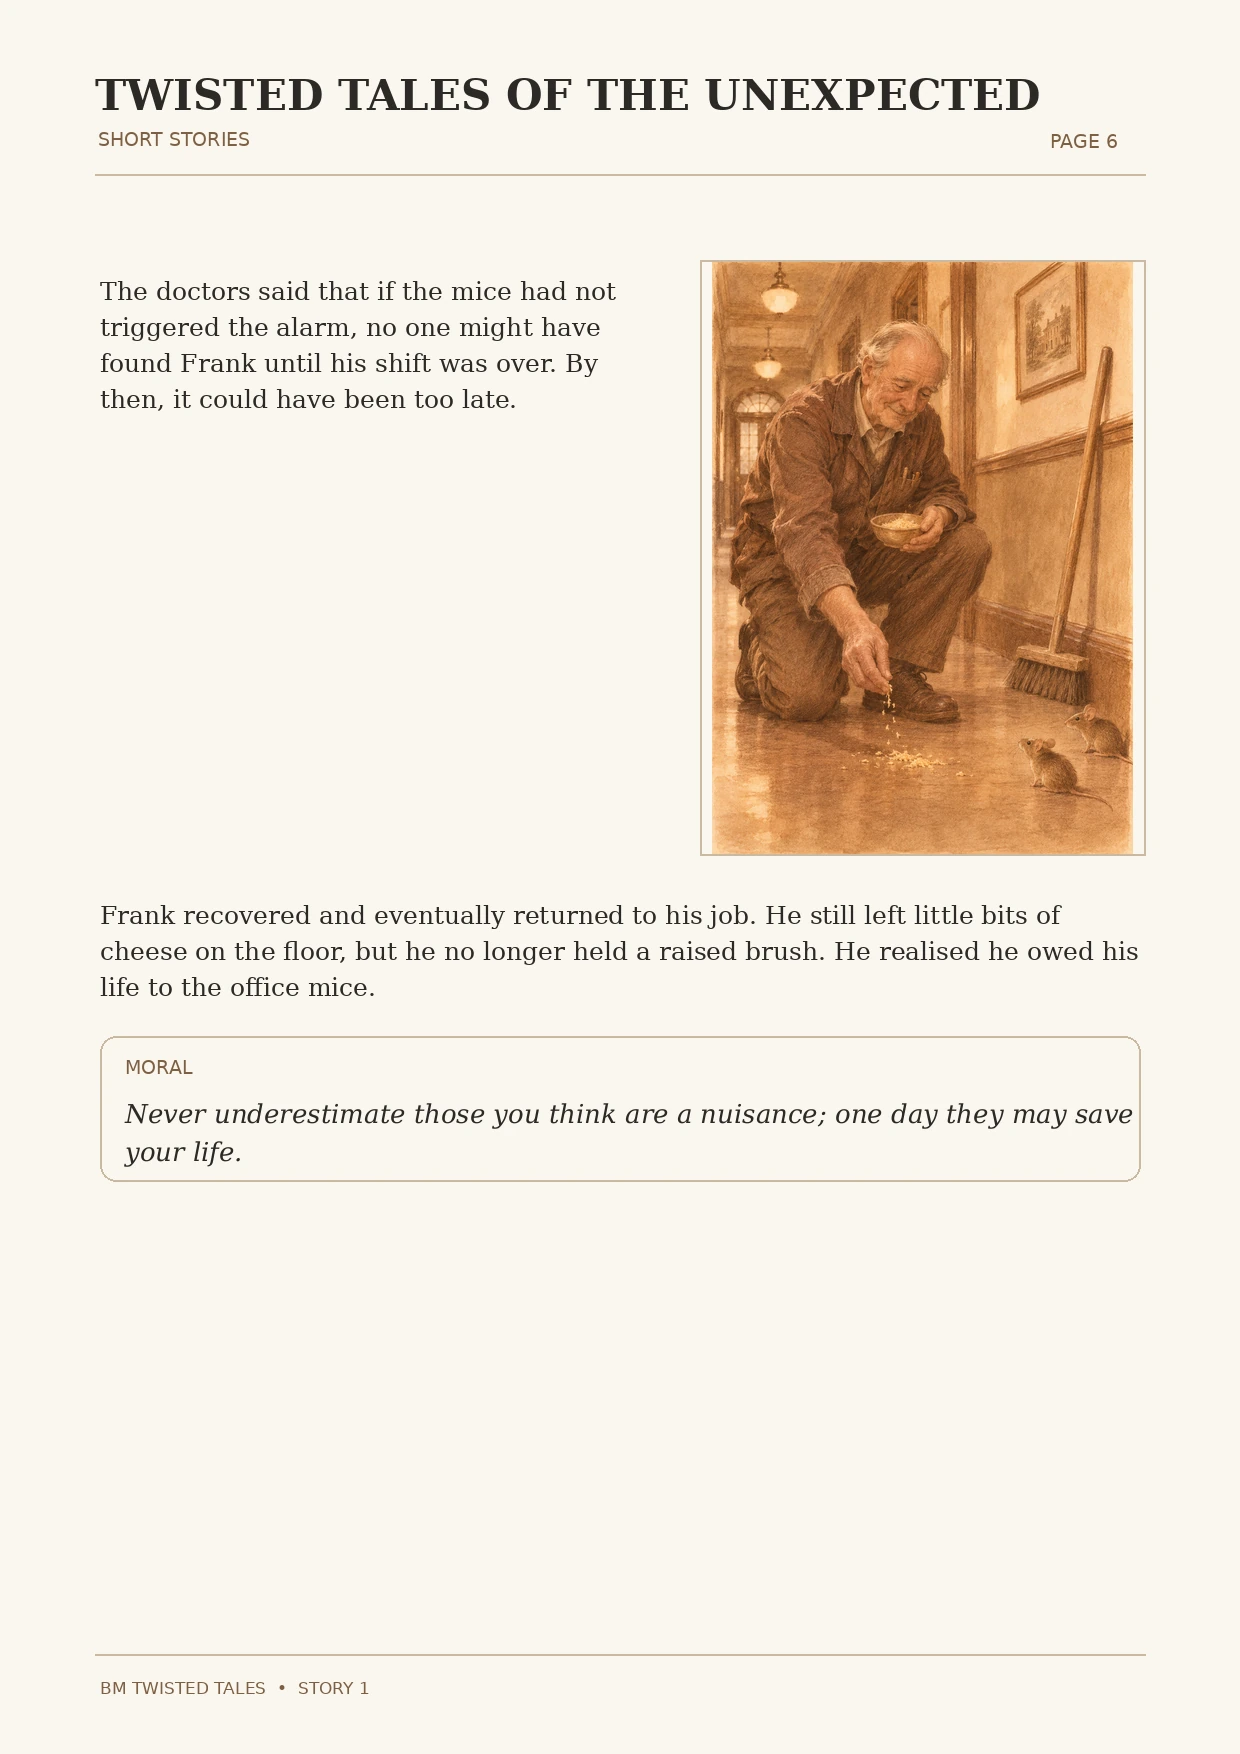 TWISTED TALES OF THE UNEXPECTED
SHORT STORIES
PAGE 6
The doctors said that if the mice had not
triggered the alarm, no one might have
found Frank until his shift was over. By
then, it could have been too late.
Frank recovered and eventually returned to his job. He still left little bits of
cheese on the floor, but he no longer held a raised brush. He realised he owed his
life to the office mice.
MORAL
Never underestimate those you think are a nuisance; one day they may save
your life.
BM TWISTED TALES • STORY 1